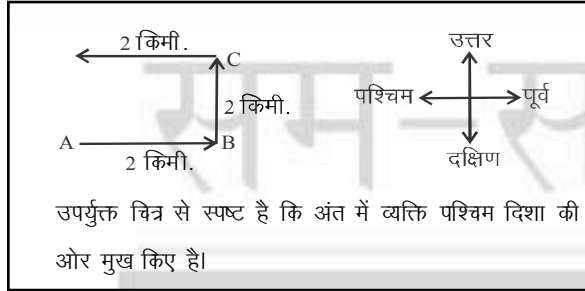 2 किमी.
C
2 किमी.
A
B
2 किमी.
उत्तर
पश्चिम
पूर्व
दक्षिण
उपर्युक्त चित्र से स्पष्ट है कि अंत में व्यक्ति पश्चिम दिशा की
ओर मुख किए है।